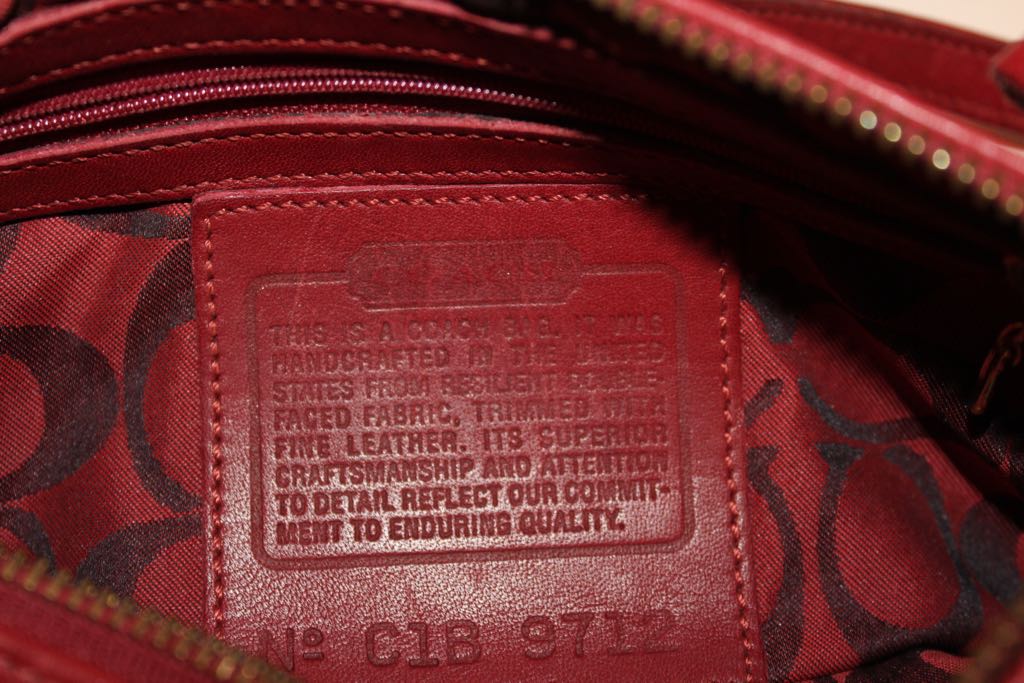 THIS IS A COACH BAG. IT WAS
HANDCRAFTED IN THE UNITED
STATES FROM RESILIENT DOUBLE-
FACED FABRIC, TRIMMED WITH
FINE LEATHER. ITS SUPERIOR
CRAFTSMANSHIP AND ATTENTION
TO DETAIL REFLECT OUR COMMIT-
MENT TO ENDURING QUALITY.
Nº C1B 9712